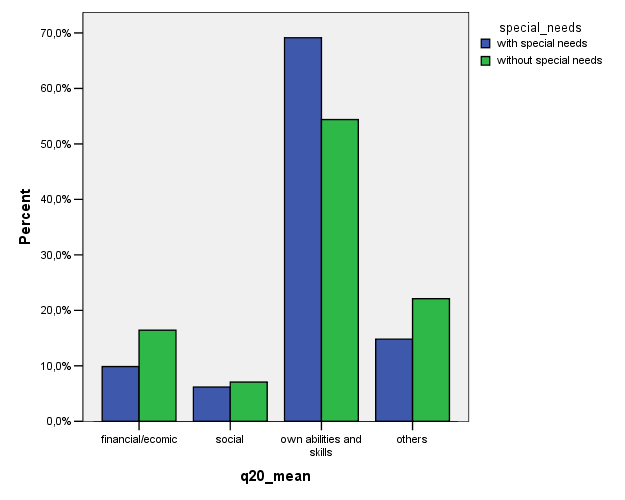 special_needs
with special needs
without special needs
70,0%
60,0%
50,0%
40,0%
30,0%
20,0%
10,0%
0,0%
Percent
financial/ecomic
social
own abilities and
skills
others
q20_mean